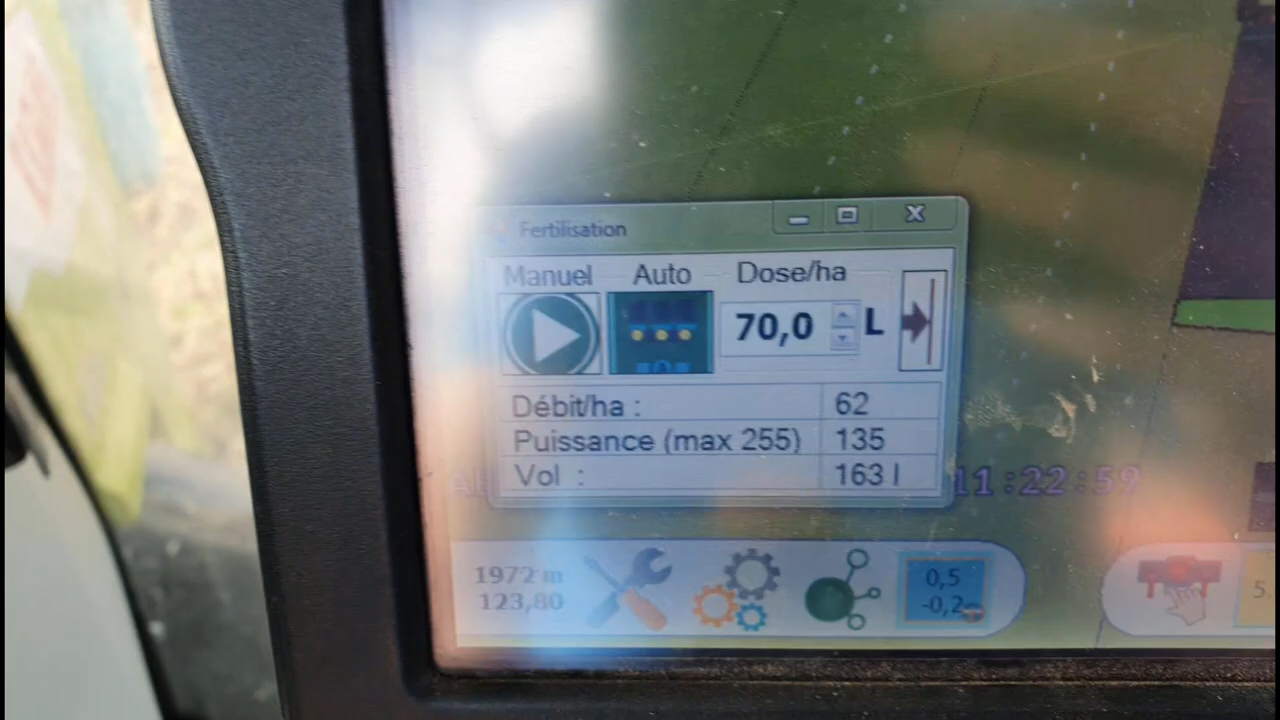 Fertilisation
Manuel Auto Dose/ha
70,0 L
Débit/ha : 62
Puissance (max 255) 135
Vol : 163 l
11:22:59
1972 m
123,80
0,5
-0,2
5.